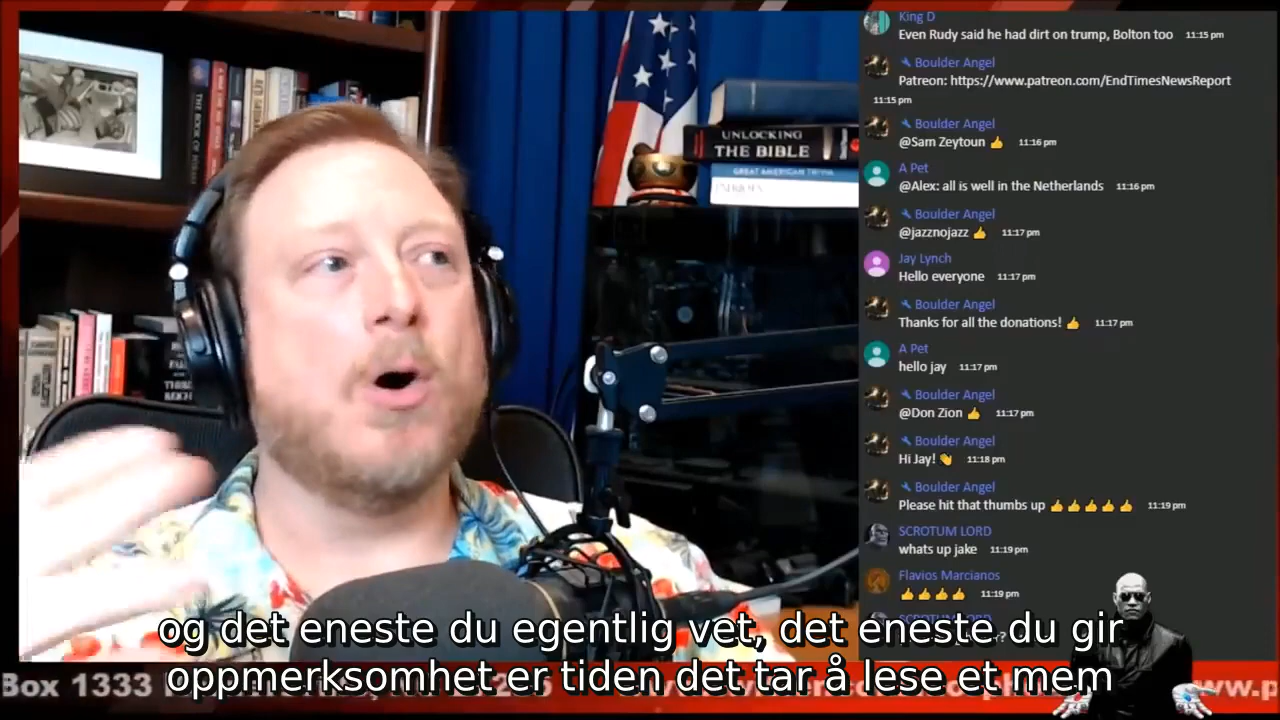 King D
Even Rudy said he had dirt on trump, Bolton too 11:15 pm
Boulder Angel
Patreon: https://www.patreon.com/EndTimesNewsReport
11:15 pm
Boulder Angel
@Sam Zeytoun 👍 11:16 pm
A Pet
@Alex: all is well in the Netherlands 11:16 pm
Boulder Angel
@jazznojazz 👍 11:17 pm
Jay Lynch
Hello everyone 11:17 pm
Boulder Angel
Thanks for all the donations! 👍 11:17 pm
A Pet
hello jay 11:17 pm
Boulder Angel
@Don Zion 👍 11:17 pm
Boulder Angel
Hi Jay! 👏 11:18 pm
Boulder Angel
Please hit that thumbs up 👍👍👍👍👍 11:19 pm
SCROTUM LORD
whats up jake 11:19 pm
Flavios Marcianos
👍👍👍👍 11:19 pm
SCROTUM LORD
UNLOCKING
THE BIBLE
GREAT AMERICAN TRIVIA
og det eneste du egentlig vet, det eneste du gir
oppmerksomhet er tiden det tar å lese et mem
Box 1333
www.p